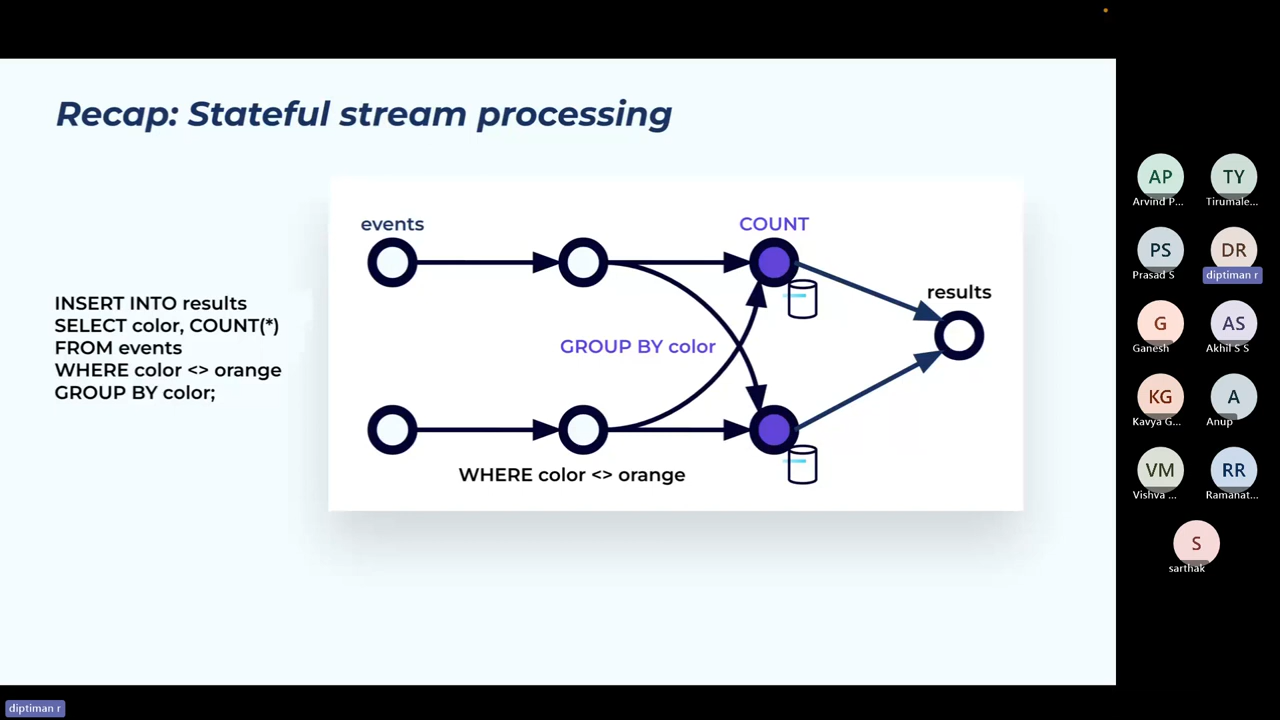 Recap: Stateful stream processing
INSERT INTO results
SELECT color, COUNT(*)
FROM events
WHERE color <> orange
GROUP BY color;
events
COUNT
results
GROUP BY color
WHERE color <> orange
AP
Arvind P...
TY
Tirumale...
PS
Prasad S
DR
diptiman r
G
Ganesh
AS
Akhil S S
KG
Kavya G...
A
Anup
VM
Vishva ...
RR
Ramanat...
S
sarthak
diptiman r